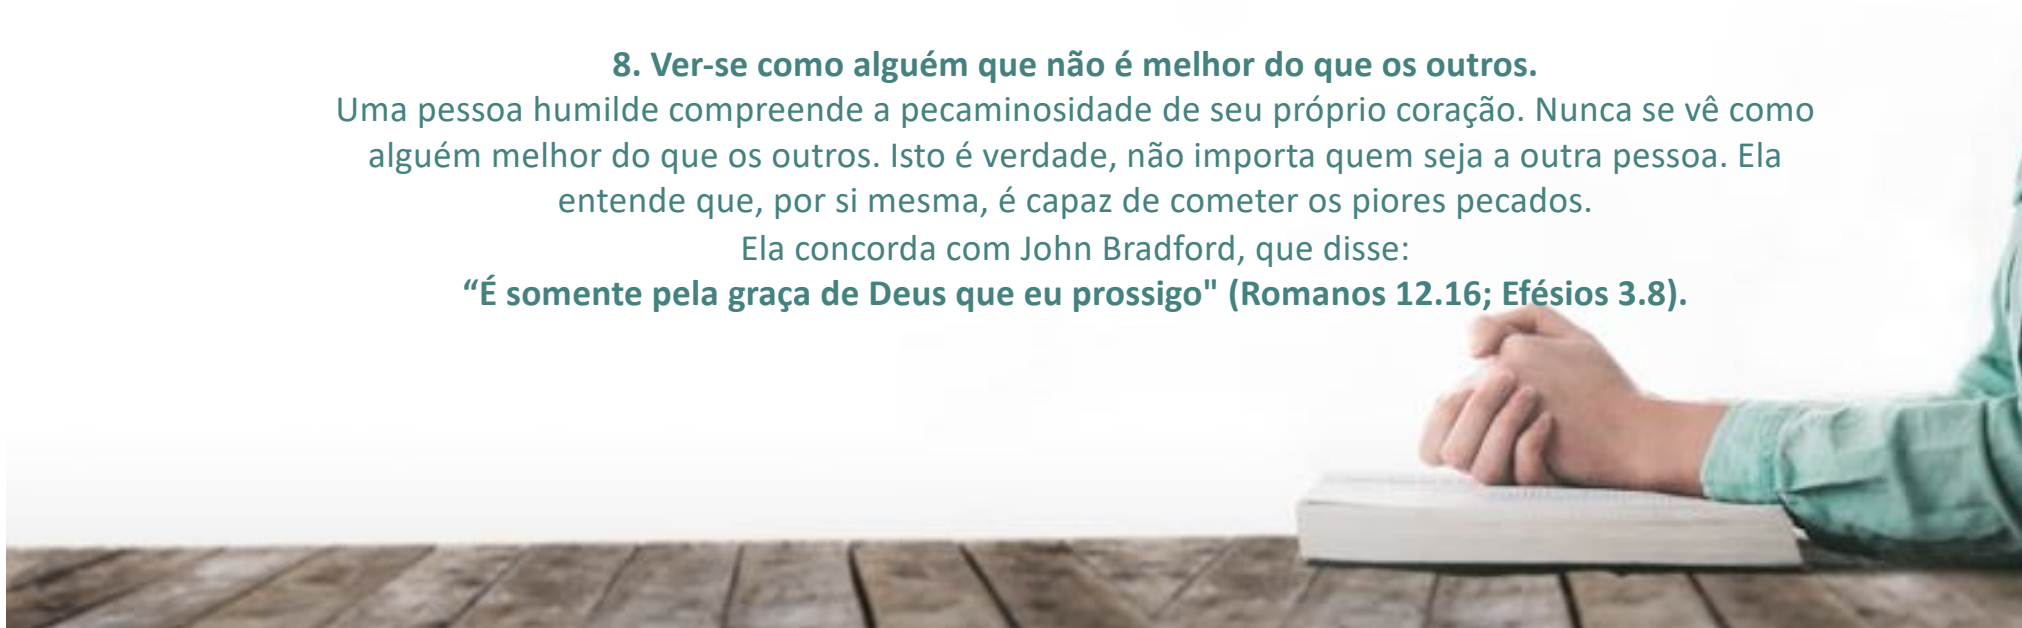 8. Ver-se como alguém que não é melhor do que os outros.
Uma pessoa humilde compreende a pecaminosidade de seu próprio coração. Nunca se vê como
alguém melhor do que os outros. Isto é verdade, não importa quem seja a outra pessoa. Ela
entende que, por si mesma, é capaz de cometer os piores pecados.
Ela concorda com John Bradford, que disse:
“É somente pela graça de Deus que eu prossigo" (Romanos 12.16; Efésios 3.8).